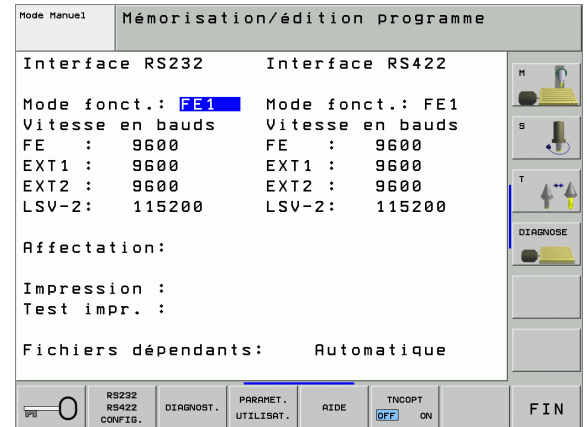 Mode Manuel
Mémorisation/édition programme
Interface RS232 Interface RS422
Mode fonct.: FE1 Mode fonct.: FE1
Vitesse en bauds Vitesse en bauds
FE : 9600 FE : 9600
EXT1 : 9600 EXT1 : 9600
EXT2 : 9600 EXT2 : 9600
LSV-2: 115200 LSV-2: 115200
Affectation:
Impression :
Test impr. :
Fichiers dépendants: Automatique
M
S
T
DIAGNOSE
RS232
RS422
CONFIG.
DIAGNOST.
PARAMET.
UTILISAT.
AIDE
TNCOPT
OFF ON
FIN